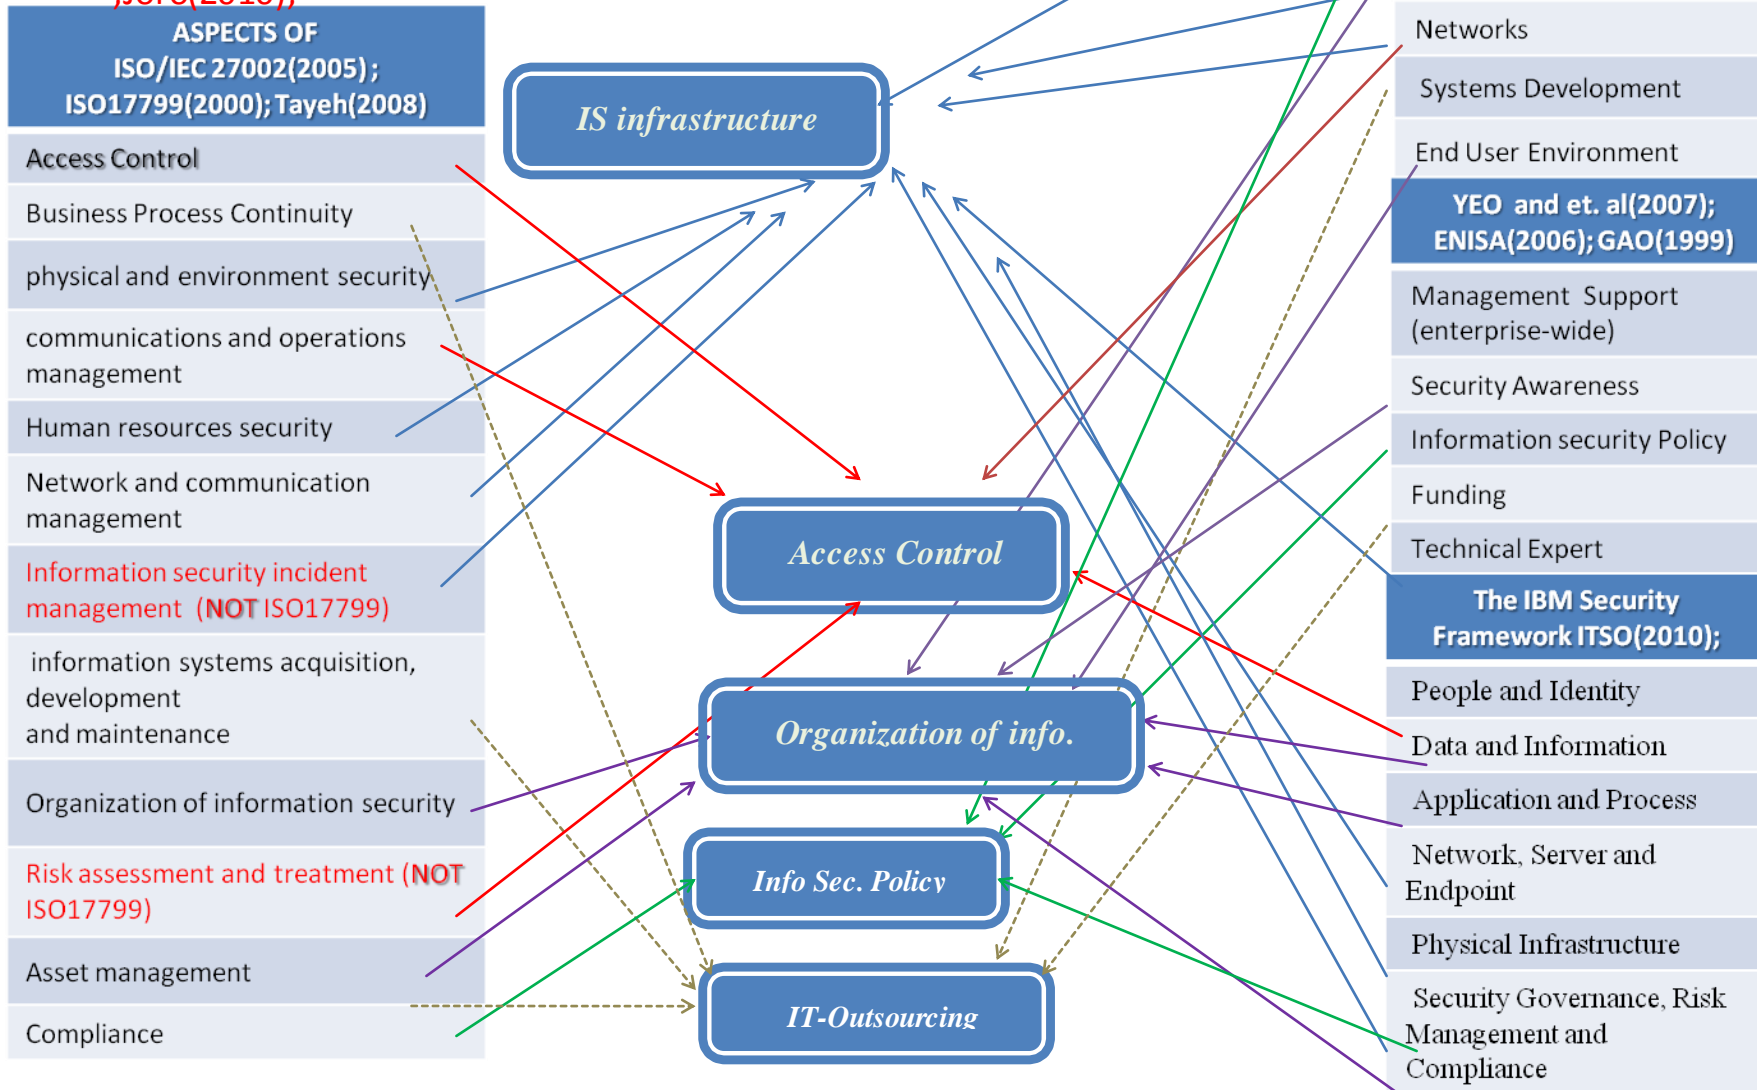 ASPECTS OF
ISO/IEC 27002(2005) ;
ISO17799(2000); Tayeh(2008)
Access Control
Business Process Continuity
physical and environment security
communications and operations
management
Human resources security
Network and communication
management
Information security incident
management (NOT ISO17799)
information systems acquisition,
development
and maintenance
Organization of information security
Risk assessment and treatment (NOT
ISO17799)
Asset management
Compliance
IS infrastructure
Access Control
Organization of info.
Info Sec. Policy
IT-Outsourcing
Networks
Systems Development
End User Environment
YEO and et. al(2007);
ENISA(2006); GAO(1999)
Management Support
(enterprise-wide)
Security Awareness
Information security Policy
Funding
Technical Expert
The IBM Security
Framework ITSO(2010);
People and Identity
Data and Information
Application and Process
Network, Server and
Endpoint
Physical Infrastructure
Security Governance, Risk
Management and
Compliance